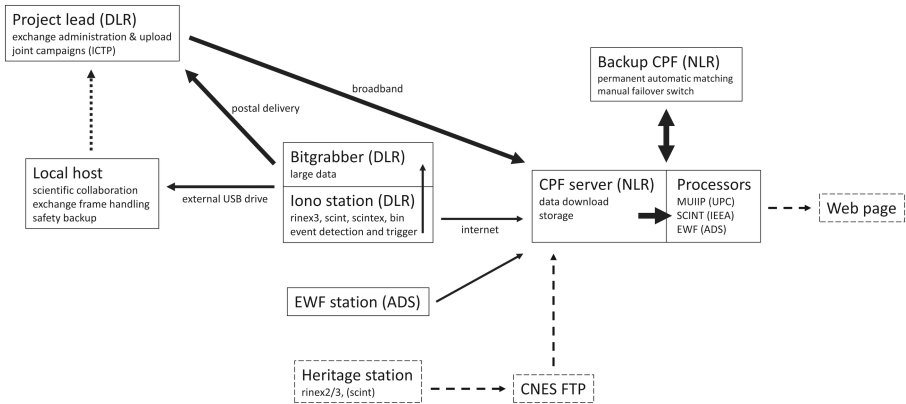 Project lead (DLR)
exchange administration & upload
joint campaigns (ICTP)
broadband
Backup CPF (NLR)
permanent automatic matching
manual failover switch
postal delivery
Bitgrabber (DLR)
large data
Local host
scientific collaboration
exchange frame handling
safety backup
external USB drive
Iono station (DLR)
rinex3, scint, scintex, bin
event detection and trigger
internet
CPF server (NLR)
data download
storage
Processors
MUIIP (UPC)
SCINT (IEEA)
EWF (ADS)
Web page
EWF station (ADS)
Heritage station
rinex2/3, (scint)
CNES FTP